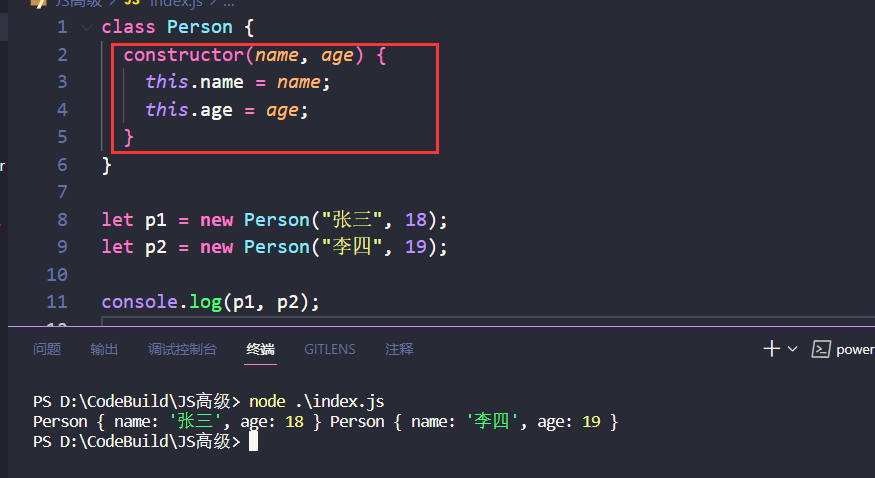 JS高级 > JS index.js > ...
1 class Person {
2 constructor(name, age) {
3 this.name = name;
4 this.age = age;
5 }
6 }
7
8 let p1 = new Person("张三", 18);
9 let p2 = new Person("李四", 19);
10
11 console.log(p1, p2);
12
问题 输出 调试控制台 终端 GITLENS 注释 power
PS D:\CodeBuild\JS高级> node .\index.js
Person { name: '张三', age: 18 } Person { name: '李四', age: 19 }
PS D:\CodeBuild\JS高级>